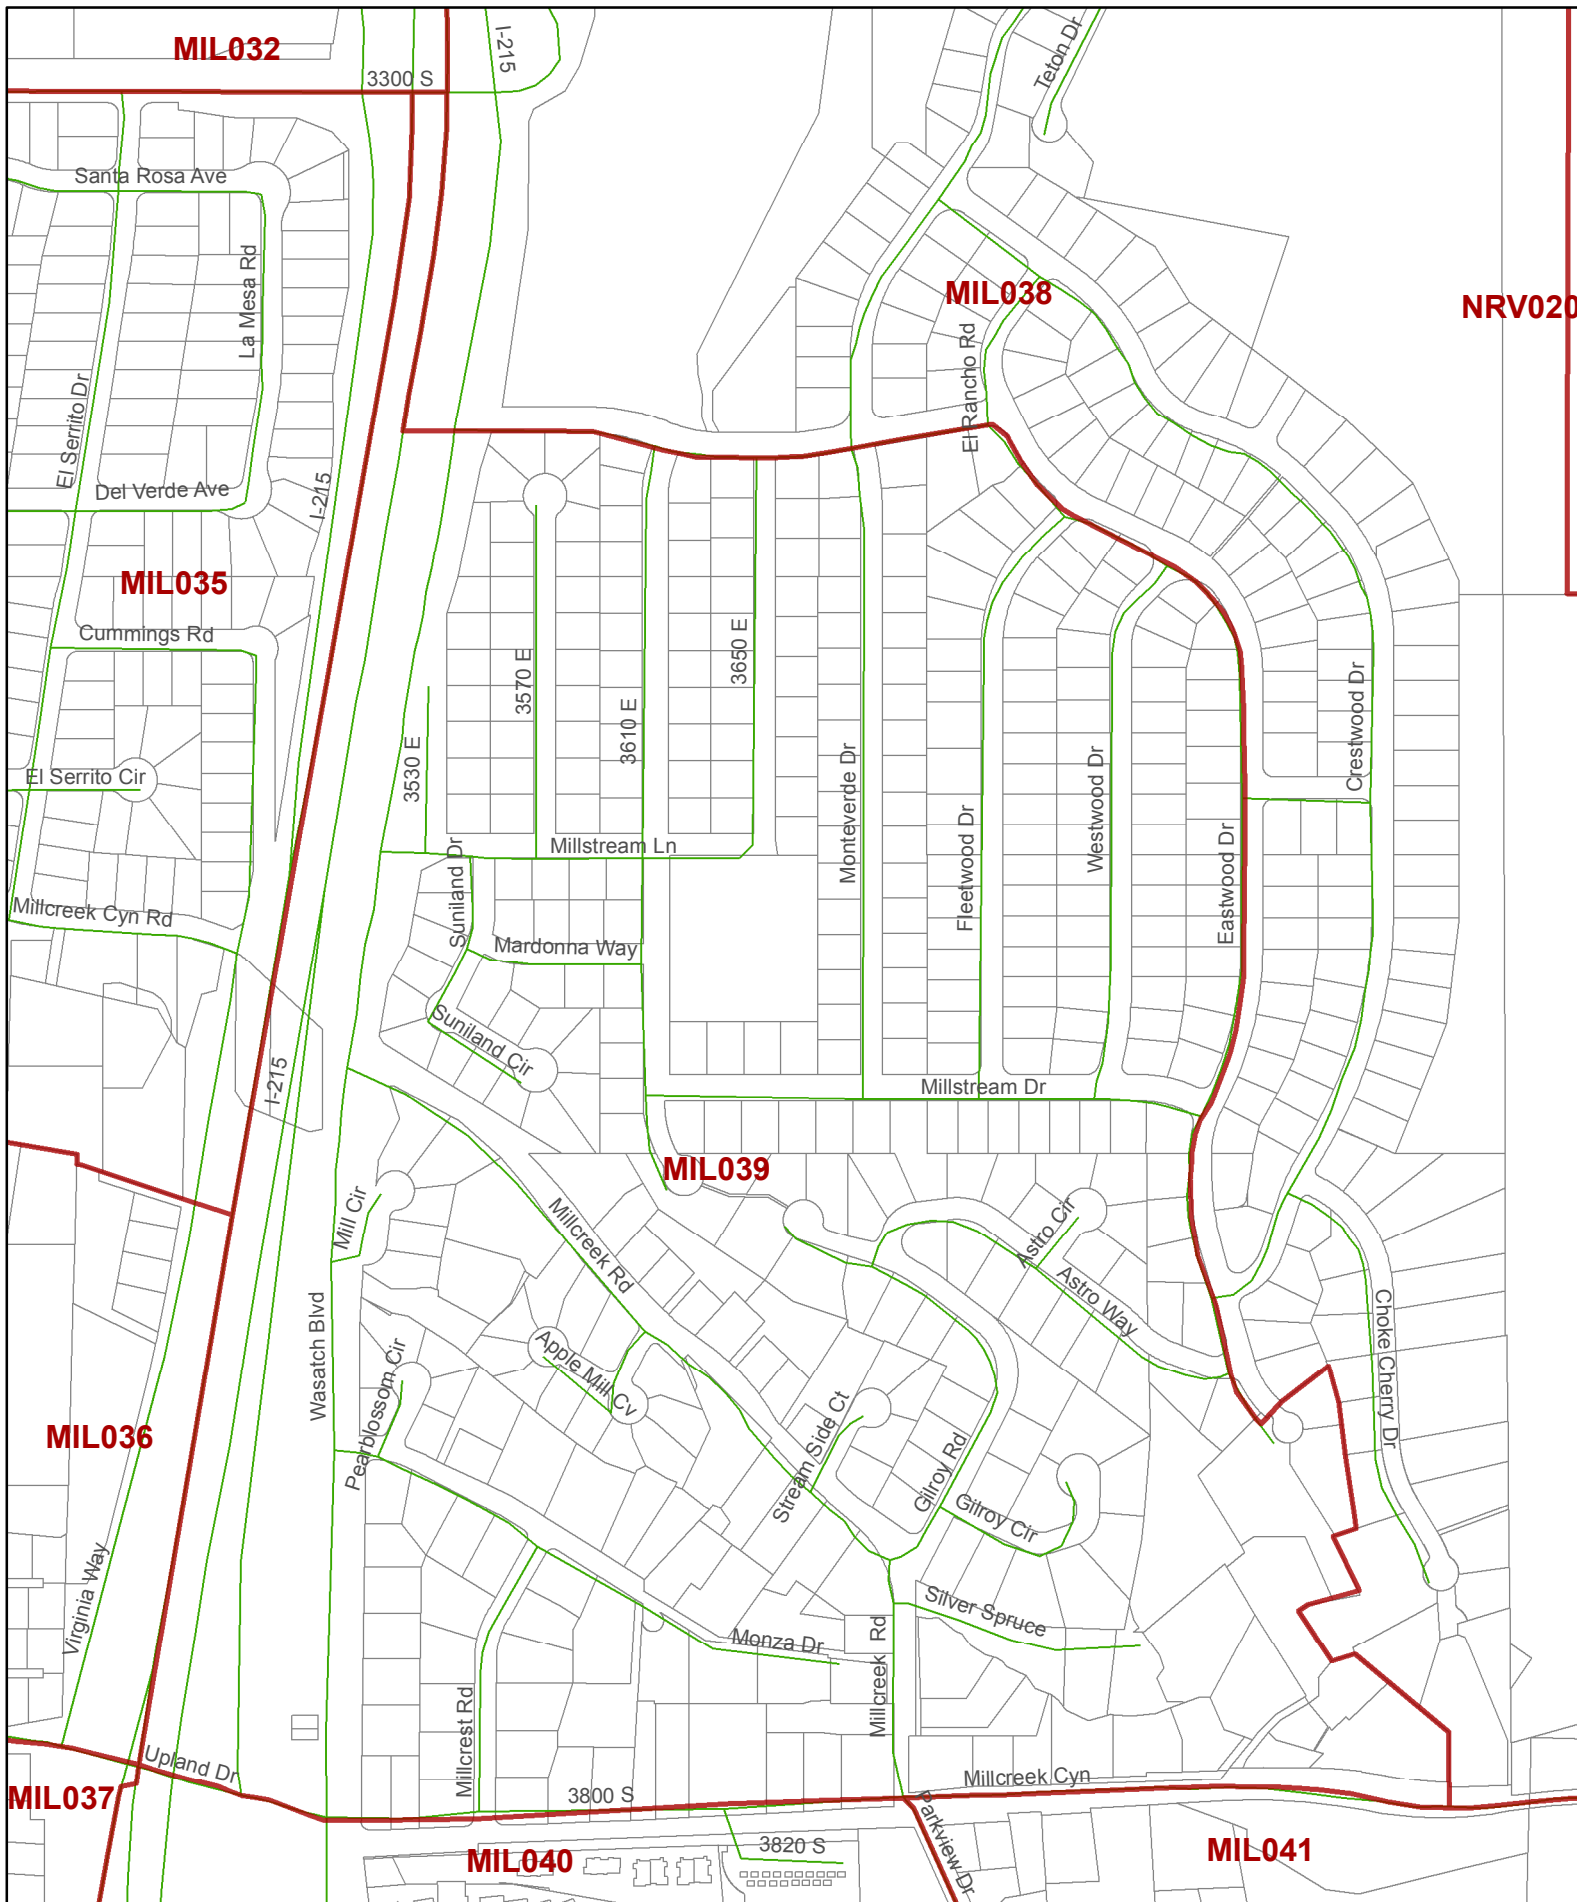 MIL032
I-215
Teton Dr
3300 S
Santa Rosa Ave
La Mesa Rd
MIL038
NRV020
El Rancho Rd
El Serrito Dr
Del Verde Ave
I-215
MIL035
Cummings Rd
3570 E
3650 E
3610 E
3530 E
Crestwood Dr
El Serrito Cir
Monteverde Dr
Westwood Dr
Fleetwood Dr
Eastwood Dr
Suniland Dr
Millstream Ln
Millcreek Cyn Rd
Mardonna Way
Suniland Cir
I-215
Millstream Dr
MIL039
Mill Cir
Millcreek Rd
Astro Cir
Astro Way
Wasatch Blvd
Choke Cherry Dr
Apple Mill Cv
Pearblossom Cir
MIL036
Stream Side Ct
Gilroy Rd
Gilroy Cir
Virginia Way
Silver Spruce
Monza Dr
Millcreek Rd
Millcrest Rd
Upland Dr
Millcreek Cyn
3800 S
MIL037
Parkview Dr
3820 S
MIL040
MIL041